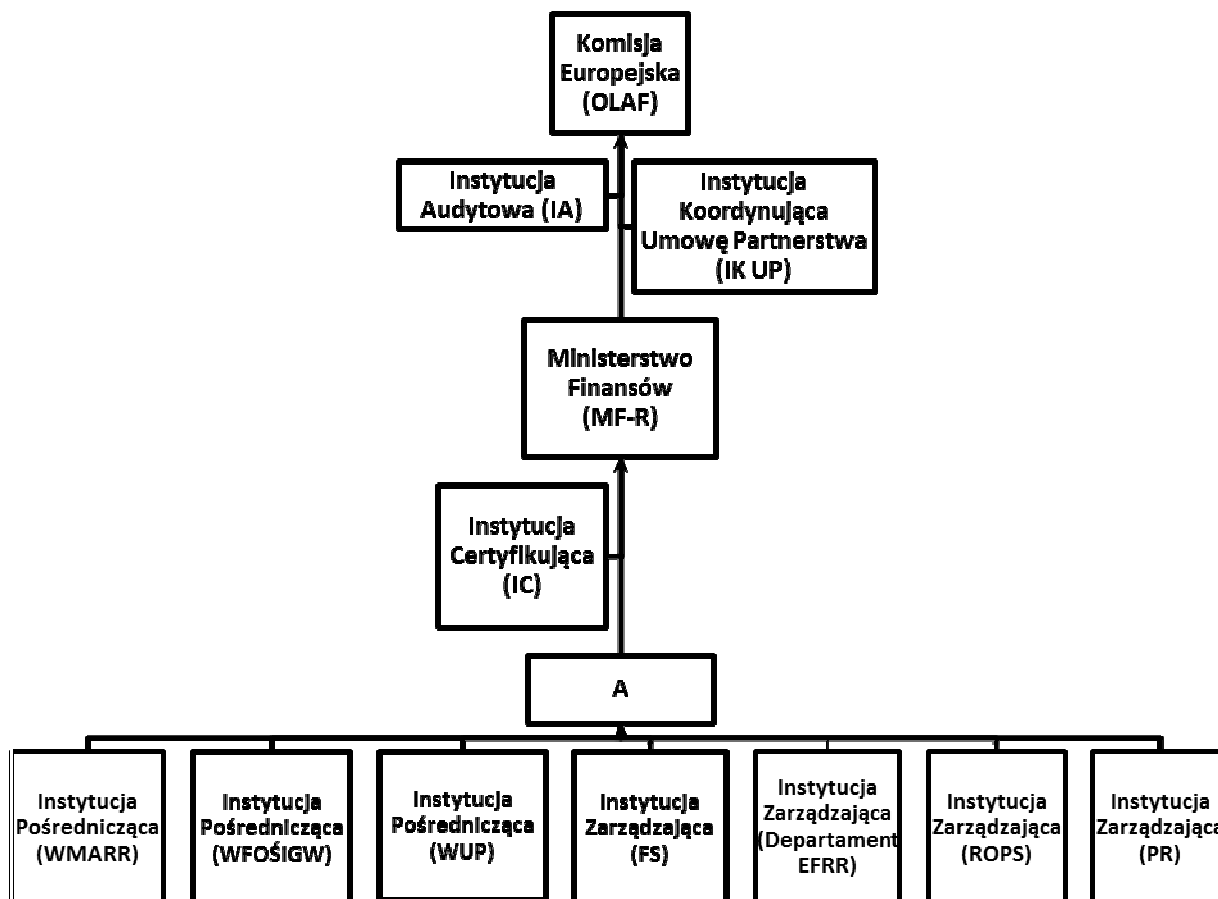 Komisja
Europejska
(OLAF)
Instytucja
Audytowa (IA)
Instytucja
Koordynująca
Umowę Partnerstwa
(IK UP)
Ministerstwo
Finansów
(MF-R)
Instytucja
Certyfikująca
(IC)
A
Instytucja
Pośrednicząca
(WMARR)
Instytucja
Pośrednicząca
(WFOŚIGW)
Instytucja
Pośrednicząca
(WUP)
Instytucja
Zarządzająca
(FS)
Instytucja
Zarządzająca
(Departament
EFRR)
Instytucja
Zarządzająca
(ROPS)
Instytucja
Zarządzająca
(PR)